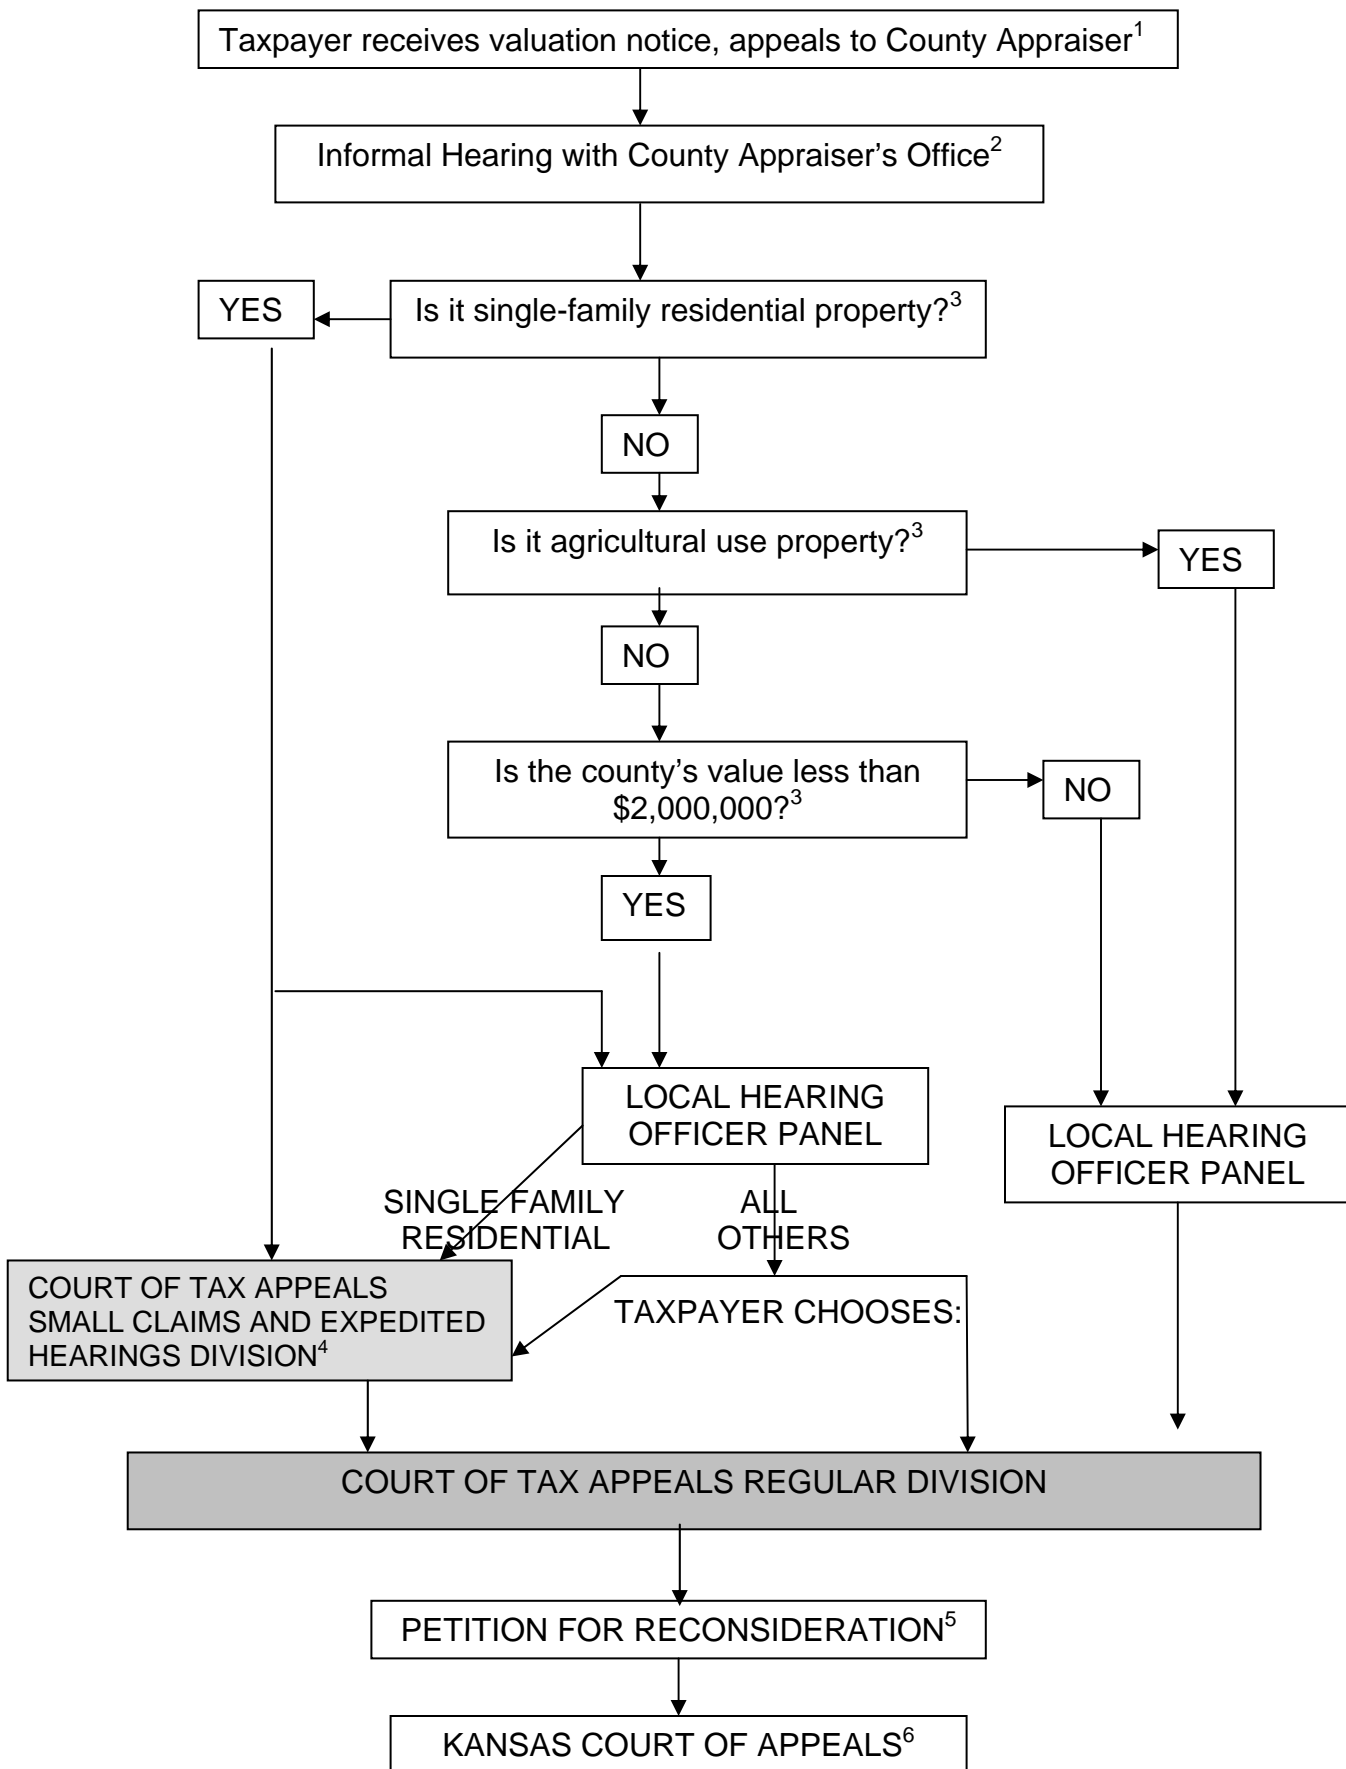 Taxpayer receives valuation notice, appeals to County Appraiser1
Informal Hearing with County Appraiser’s Office2
YES
Is it single-family residential property?3
NO
Is it agricultural use property?3
YES
NO
Is the county’s value less than
$2,000,000?3
NO
YES
LOCAL HEARING
OFFICER PANEL
LOCAL HEARING
OFFICER PANEL
SINGLE FAMILY
RESIDENTIAL
ALL
OTHERS
COURT OF TAX APPEALS
SMALL CLAIMS AND EXPEDITED
HEARINGS DIVISION4
TAXPAYER CHOOSES:
COURT OF TAX APPEALS REGULAR DIVISION
PETITION FOR RECONSIDERATION5
KANSAS COURT OF APPEALS6